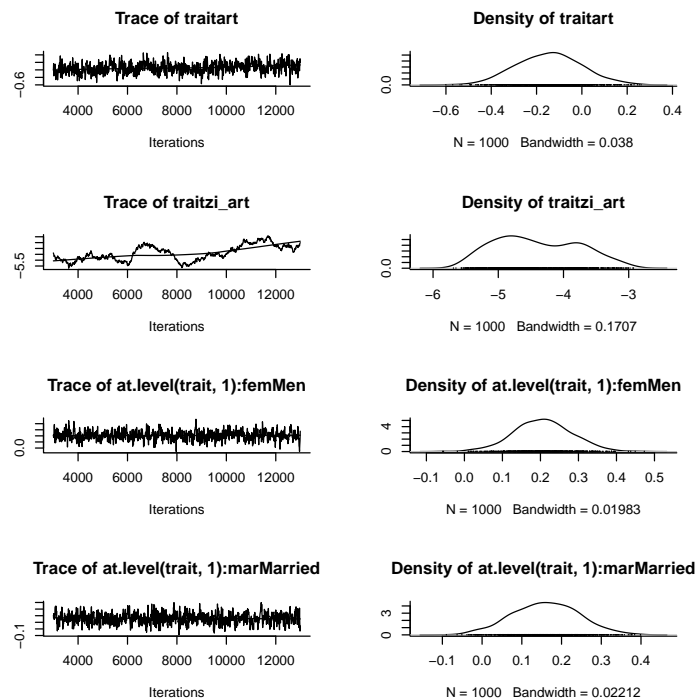 Trace of traitart
−0.6
4000 6000 8000 10000 12000
Iterations
Density of traitart
0.0
−0.6 −0.4 −0.2 0.0 0.2 0.4
N = 1000 Bandwidth = 0.038
Trace of traitzi_art
−5.5
4000 6000 8000 10000 12000
Iterations
Density of traitzi_art
0.0
−6 −5 −4 −3
N = 1000 Bandwidth = 0.1707
Trace of at.level(trait, 1):femMen
0.0
4000 6000 8000 10000 12000
Iterations
Density of at.level(trait, 1):femMen
0 4
−0.1 0.0 0.1 0.2 0.3 0.4 0.5
N = 1000 Bandwidth = 0.01983
Trace of at.level(trait, 1):marMarried
−0.1
4000 6000 8000 10000 12000
Iterations
Density of at.level(trait, 1):marMarried
0 3
−0.1 0.0 0.1 0.2 0.3 0.4
N = 1000 Bandwidth = 0.02212